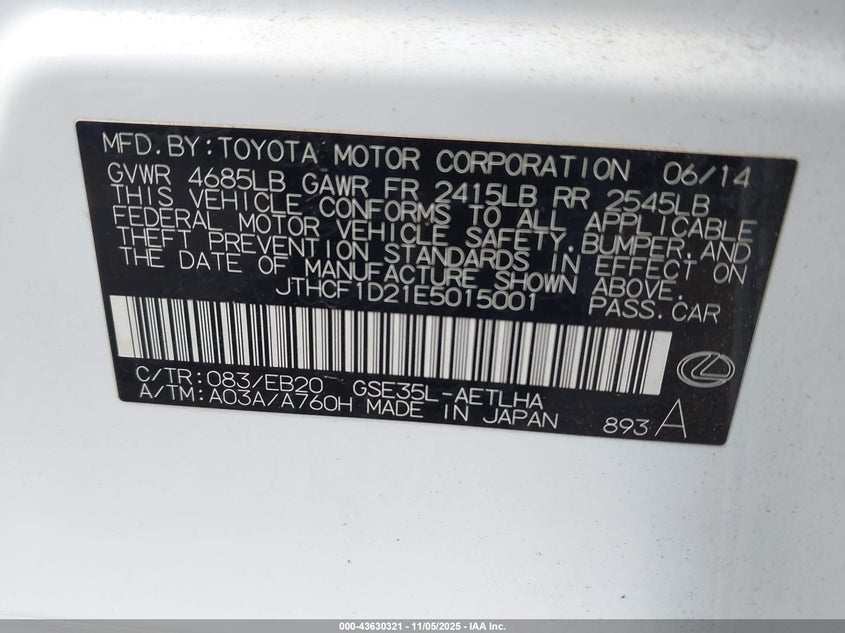 MFD. BY: TOYOTA MOTOR CORPORATION 06/14
GVWR 4685LB GAWR FR 2415LB RR 2545LB
THIS VEHICLE CONFORMS TO ALL APPLICABLE
FEDERAL MOTOR VEHICLE SAFETY, BUMPER, AND
THEFT PREVENTION STANDARDS IN EFFECT ON
THE DATE OF MANUFACTURE SHOWN ABOVE.
JTHCF1D21E5015001 PASS. CAR
C/TR: 083/EB20 GSE35L-AETLHA
A/TM: A03A/A760H MADE IN JAPAN 893 A
000-43630321 - 11/05/2025 - IAA Inc.